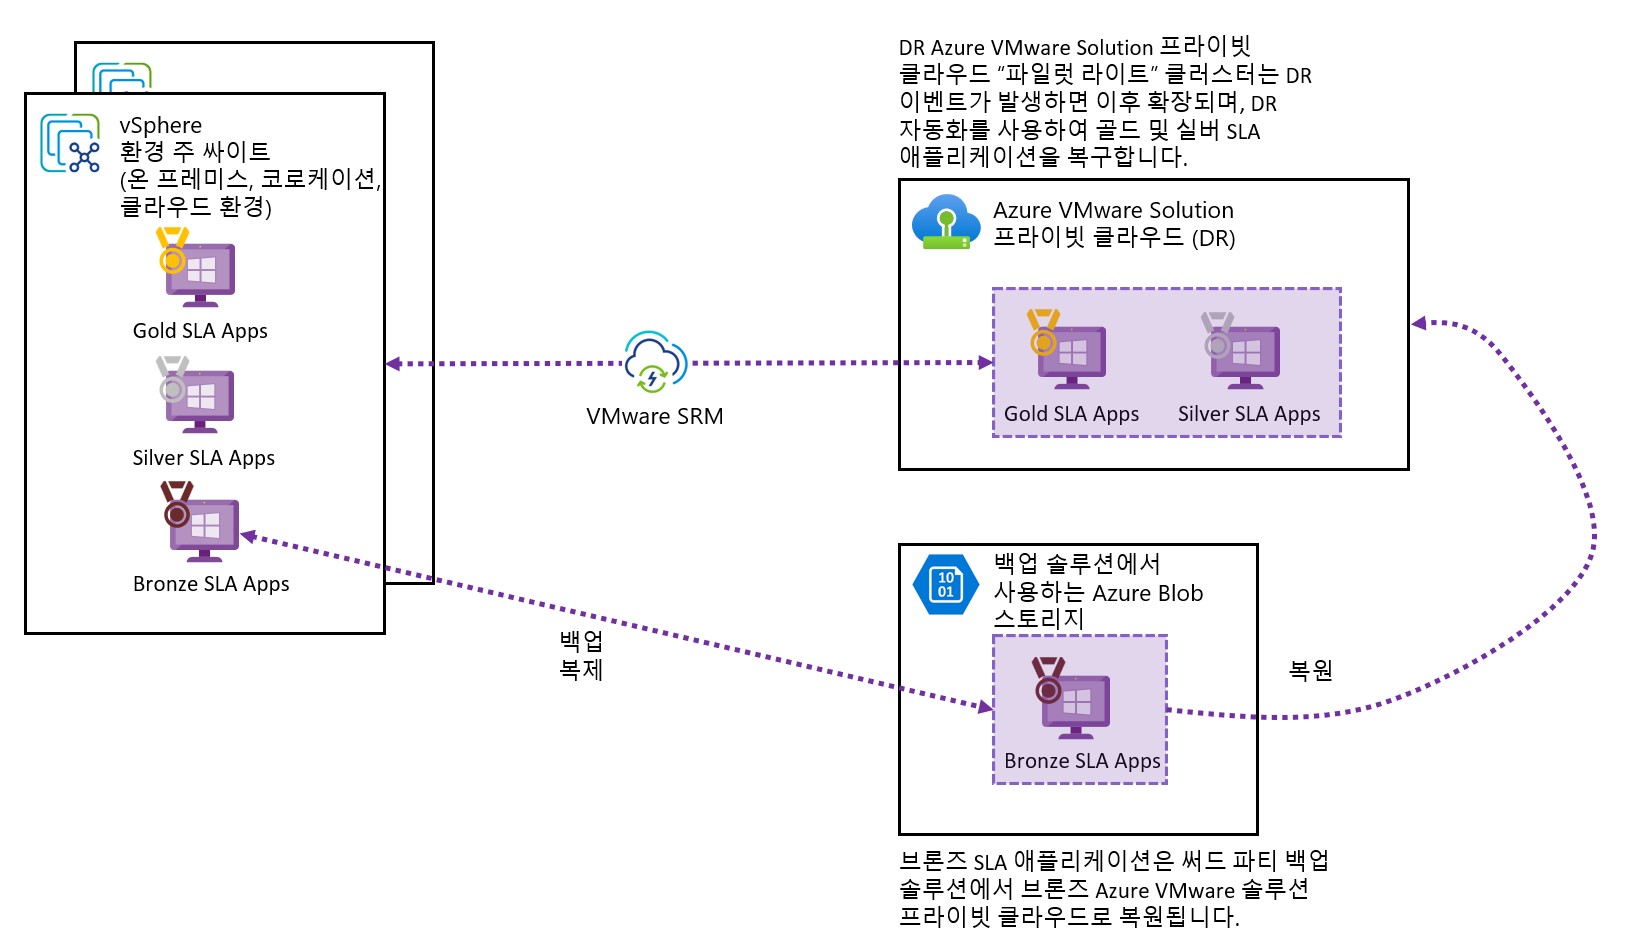 vSphere
환경 주 싸이트
(온 프레미스, 코로케이션,
클라우드 환경)
Gold SLA Apps
Silver SLA Apps
Bronze SLA Apps
VMware SRM
백업
복제
DR Azure VMware Solution 프라이빗
클라우드 “파일럿 라이트” 클러스터는 DR
이벤트가 발생하면 이후 확장되며, DR
자동화를 사용하여 골드 및 실버 SLA
애플리케이션을 복구합니다.
Azure VMware Solution
프라이빗 클라우드 (DR)
Gold SLA Apps
Silver SLA Apps
10
01
백업 솔루션에서
사용하는 Azure Blob
스토리지
Bronze SLA Apps
복원
브론즈 SLA 애플리케이션은 써드 파티 백업
솔루션에서 브론즈 Azure VMware 솔루션
프라이빗 클라우드로 복원됩니다.